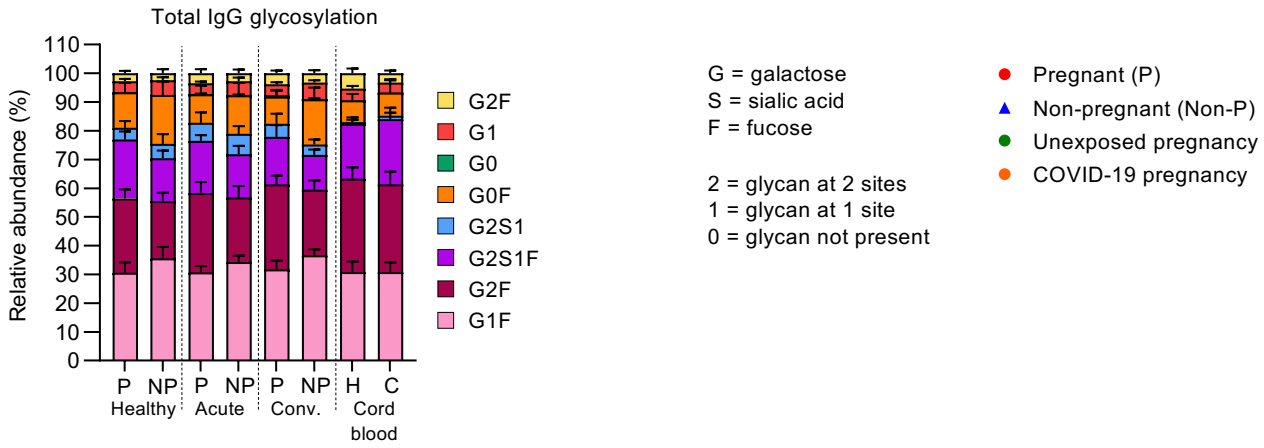 Total IgG glycosylation
Relative abundance (%)
110
100
90
80
70
60
50
40
30
20
10
0
P NP P NP P NP H C
Healthy Acute Conv. Cord
blood
G2F
G1
G0
G0F
G2S1
G2S1F
G2F
G1F
G = galactose
S = sialic acid
F = fucose
2 = glycan at 2 sites
1 = glycan at 1 site
0 = glycan not present
Pregnant (P)
Non-pregnant (Non-P)
Unexposed pregnancy
COVID-19 pregnancy